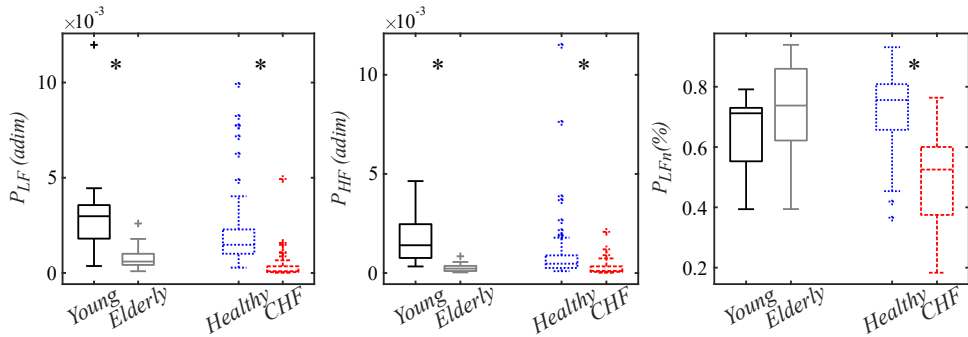 ×10⁻³
10
5
0
P_LF (adim)
*
*
Young
Elderly
Healthy
CHF
×10⁻³
10
5
0
P_HF (adim)
*
*
Young
Elderly
Healthy
CHF
0.8
0.6
0.4
0.2
P_LFn(%)
*
Young
Elderly
Healthy
CHF